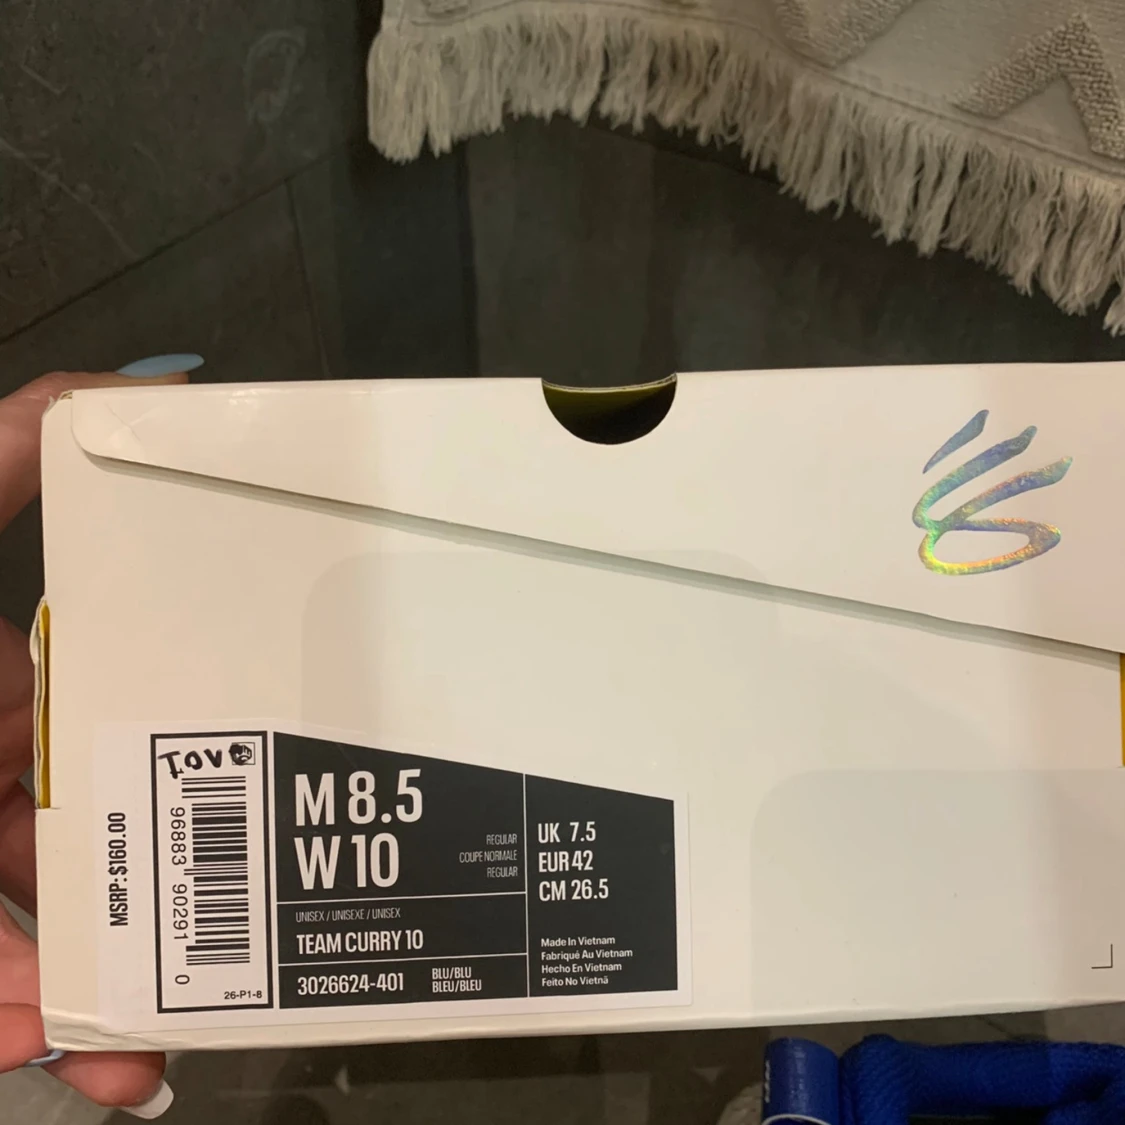 MSRP: $160.00
IOV
96883 90291 0
26-P1-8
M 8.5
W 10
REGULAR
COUPE NORMALE
REGULAR
UNISEX / UNISEXE / UNISEX
TEAM CURRY 10
3026624-401
BLU/BLU
BLEU/BLEU
UK 7.5
EUR 42
CM 26.5
Made In Vietnam
Fabriqué Au Vietnam
Hecho En Vietnam
Feito No Vietnã